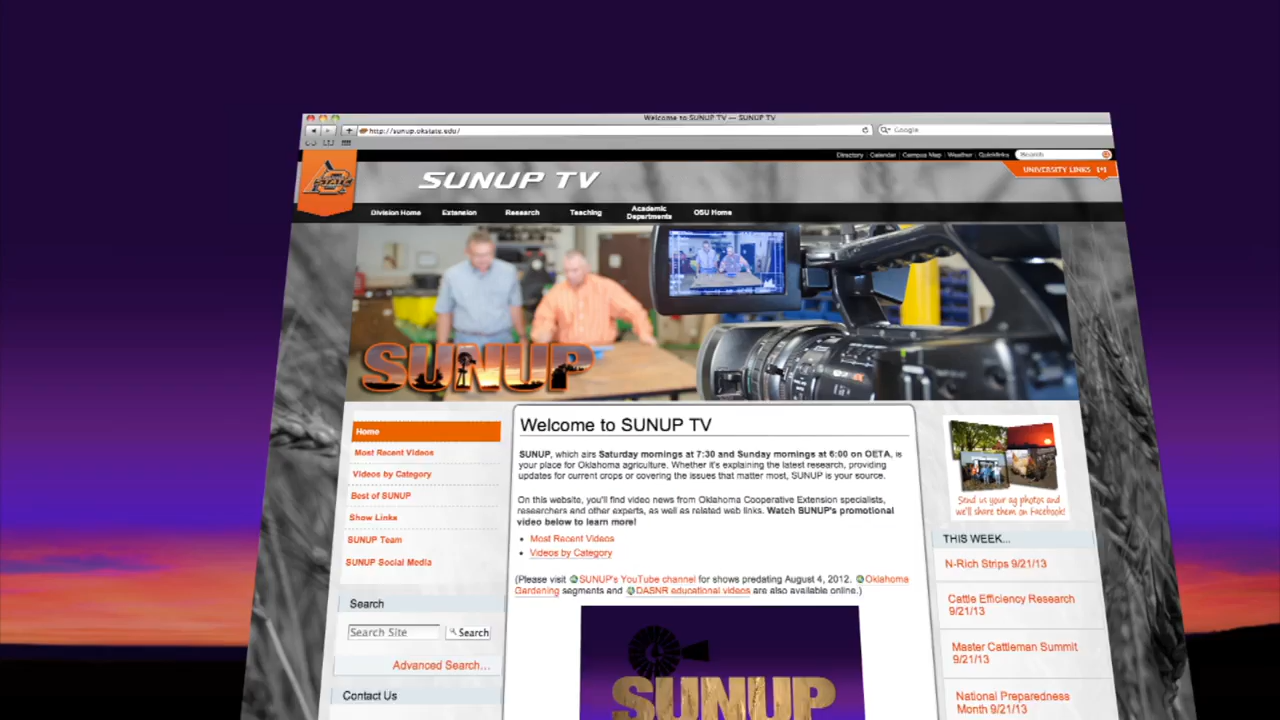 Welcome to SUNUP TV — SUNUP TV
http://sunup.okstate.edu/
Google
Directory Calendar Campus Map Weather Quicklinks
Search
UNIVERSITY LINKS [+]
STATE
SUNUP TV
Division Home Extension Research Teaching Academic Departments OSU Home
SUNUP
Home
Most Recent Videos
Videos by Category
Best of SUNUP
Show Links
SUNUP Team
SUNUP Social Media
Search
Search Site
Search
Advanced Search...
Contact Us
Welcome to SUNUP TV
SUNUP, which airs Saturday mornings at 7:30 and Sunday mornings at 6:00 on OETA, is
your place for Oklahoma agriculture. Whether it's explaining the latest research, providing
updates for current crops or covering the issues that matter most, SUNUP is your source.
On this website, you'll find video news from Oklahoma Cooperative Extension specialists,
researchers and other experts, as well as related web links. Watch SUNUP's promotional
video below to learn more!
• Most Recent Videos
• Videos by Category
(Please visit SUNUP's YouTube channel for shows predating August 4, 2012. Oklahoma
Gardening segments and DASNR educational videos are also available online.)
SUNUP
Send us your ag photos and
we'll share them on Facebook!
THIS WEEK...
N-Rich Strips 9/21/13
Cattle Efficiency Research
9/21/13
Master Cattleman Summit
9/21/13
National Preparedness
Month 9/21/13